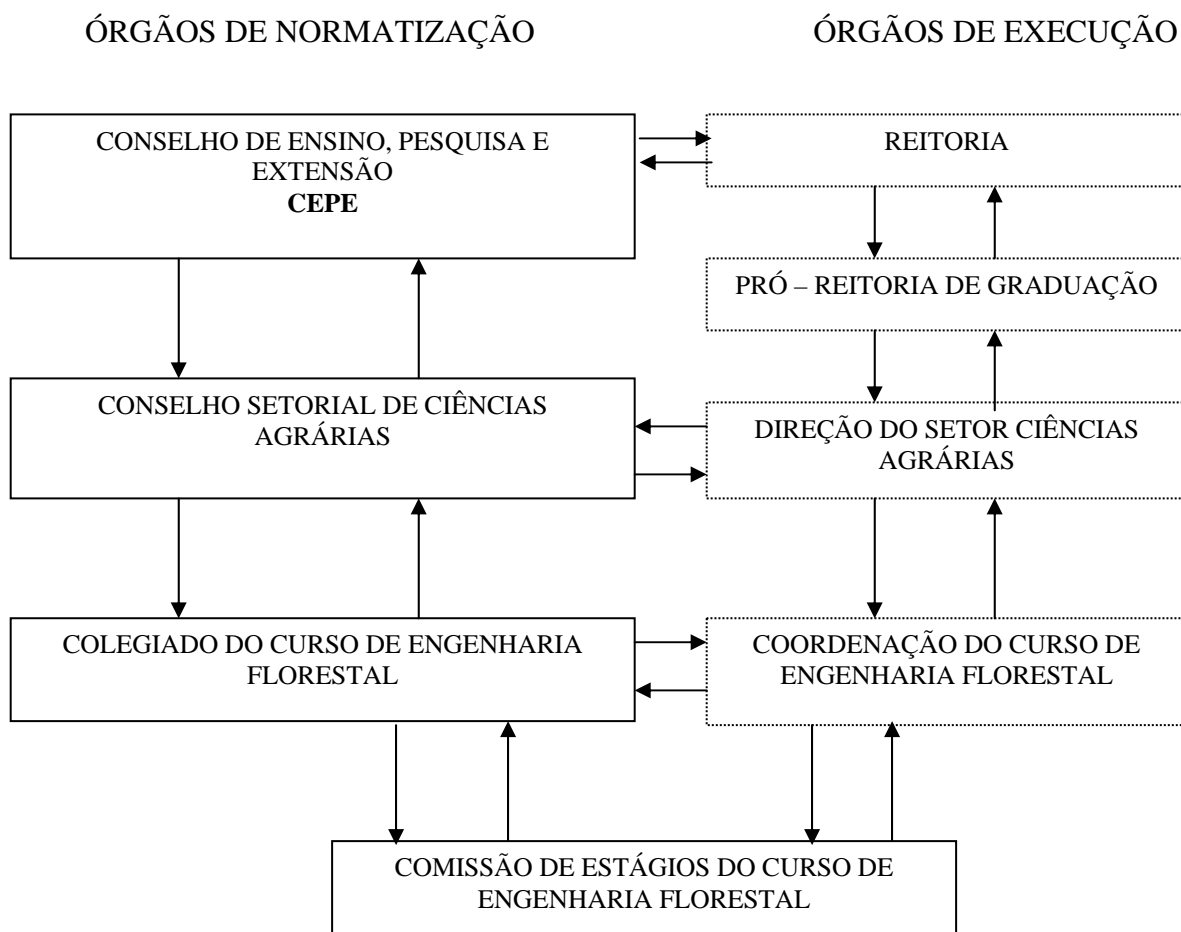 ÓRGÃOS DE NORMATIZAÇÃO
ÓRGÃOS DE EXECUÇÃO
CONSELHO DE ENSINO, PESQUISA E
EXTENSÃO
CEPE
REITORIA
PRÓ – REITORIA DE GRADUAÇÃO
CONSELHO SETORIAL DE CIÊNCIAS
AGRÁRIAS
DIREÇÃO DO SETOR CIÊNCIAS
AGRÁRIAS
COLEGIADO DO CURSO DE ENGENHARIA
FLORESTAL
COORDENAÇÃO DO CURSO DE
ENGENHARIA FLORESTAL
COMISSÃO DE ESTÁGIOS DO CURSO DE
ENGENHARIA FLORESTAL